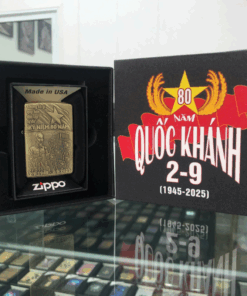 Made in USA
zippo
80
NĂM
QUỐC KHÁNH
2-9
(1945-2025)